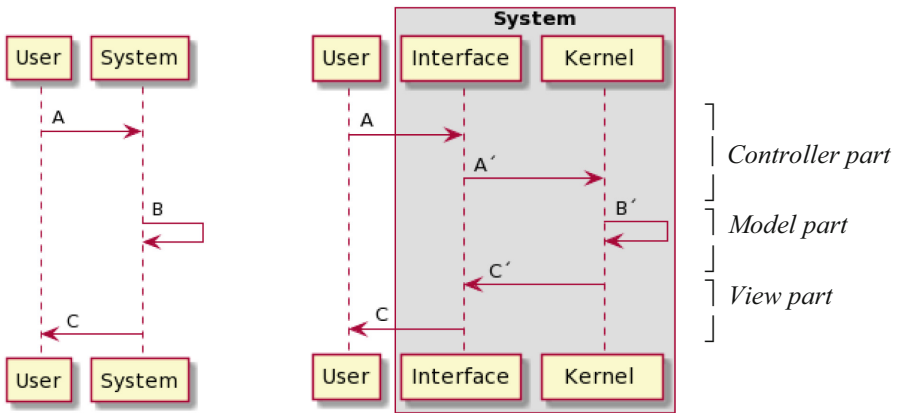 System
User System User Interface Kernel
A A
A´
Controller part
B B´
Model part
C´
View part
C C
User System User Interface Kernel